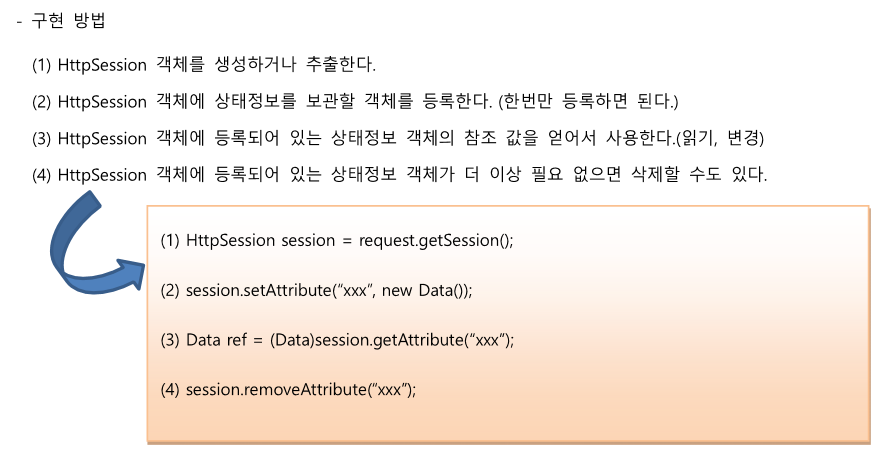 - 구현 방법
(1) HttpSession 객체를 생성하거나 추출한다.
(2) HttpSession 객체에 상태정보를 보관할 객체를 등록한다. (한번만 등록하면 된다.)
(3) HttpSession 객체에 등록되어 있는 상태정보 객체의 참조 값을 얻어서 사용한다.(읽기, 변경)
(4) HttpSession 객체에 등록되어 있는 상태정보 객체가 더 이상 필요 없으면 삭제할 수도 있다.
(1) HttpSession session = request.getSession();
(2) session.setAttribute(“xxx”, new Data());
(3) Data ref = (Data)session.getAttribute(“xxx”);
(4) session.removeAttribute(“xxx”);